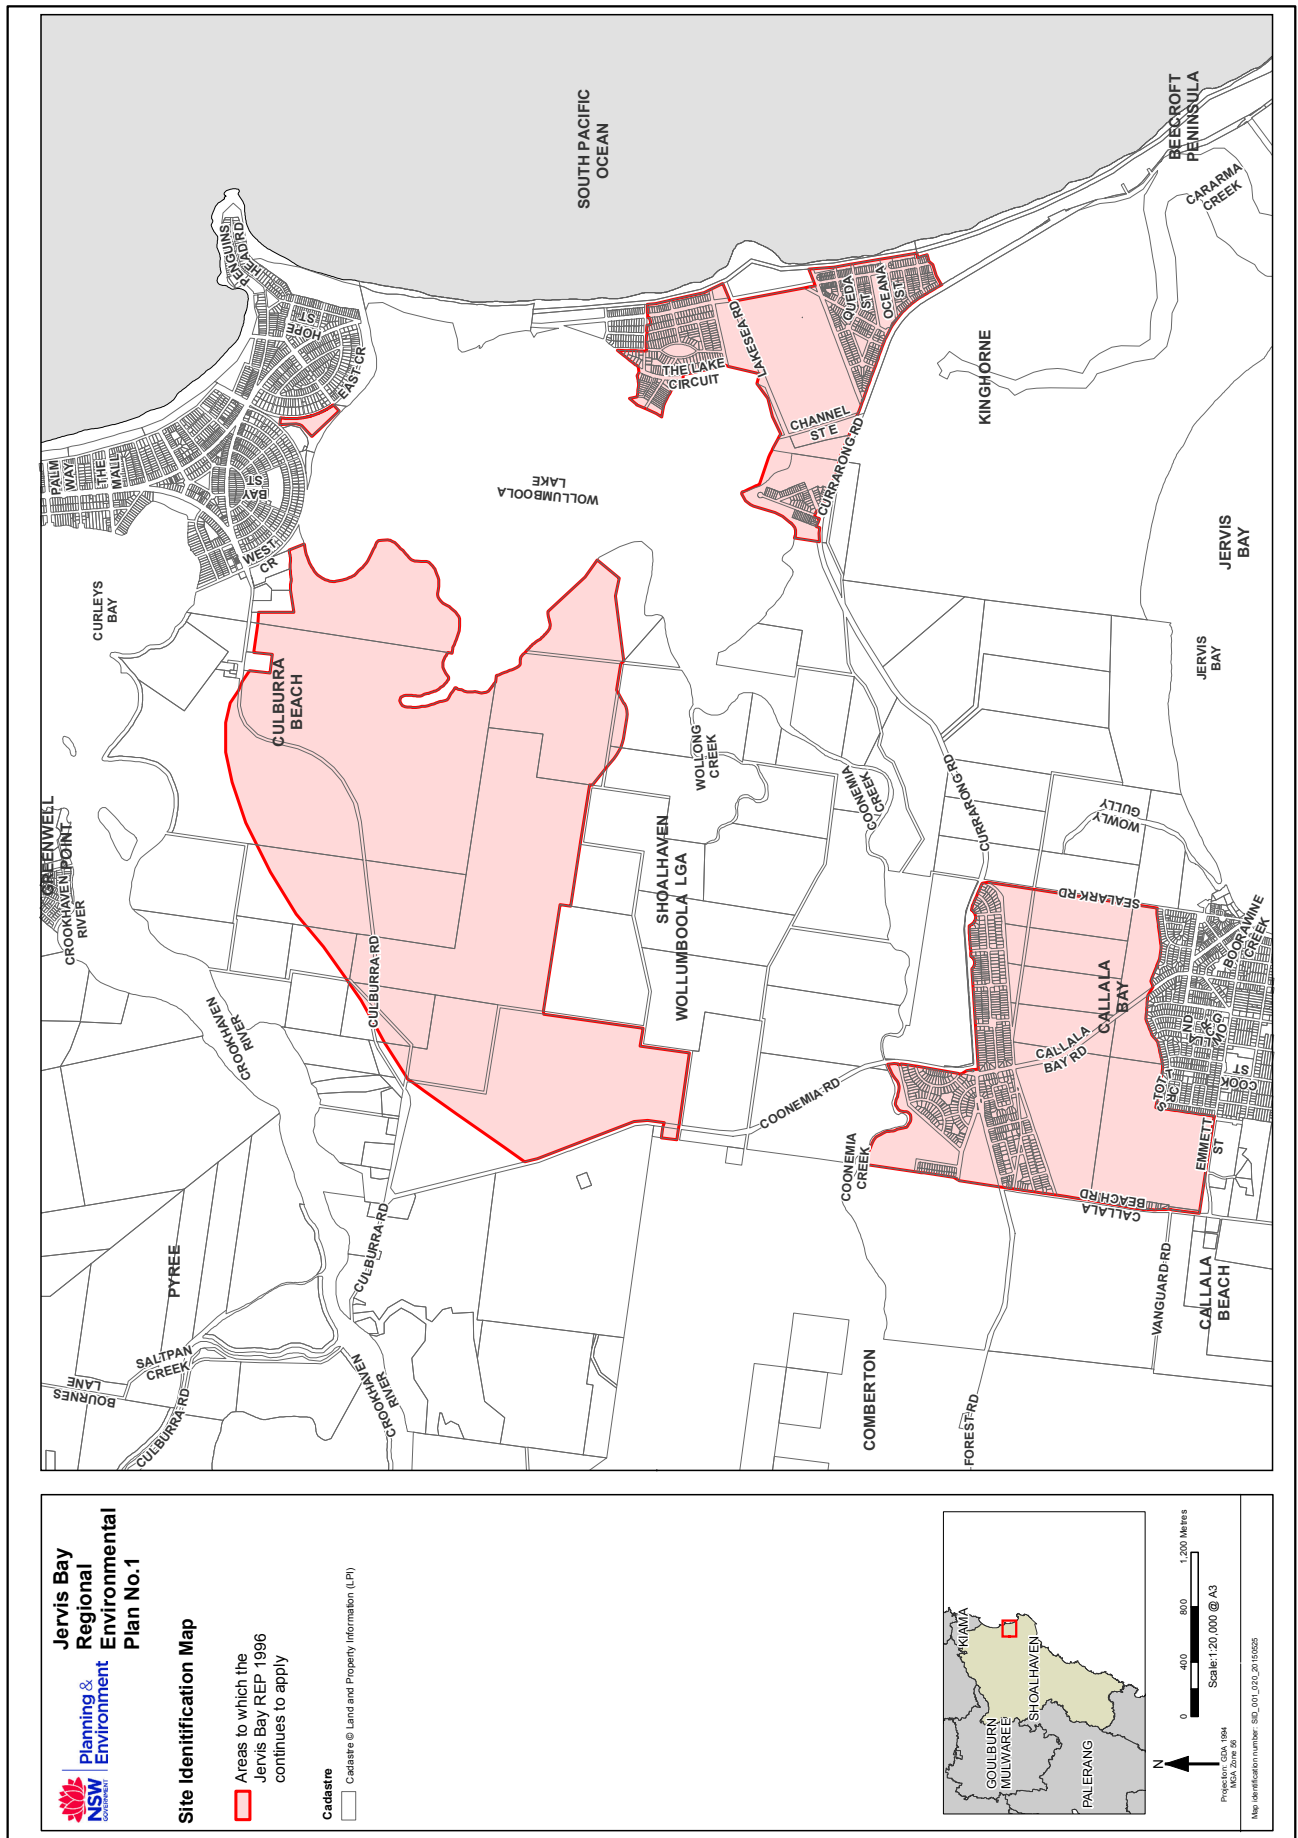 Jervis Bay
Regional
Environmental
Plan No.1
NSW
GOVERNMENT
Planning &
Environment
Site Idenitification Map
Areas to which the
Jervis Bay REP 1996
continues to apply
Cadastre
Cadastre © Land and Property Information (LPI)
KIAMA
SHOALHAVEN
GOULBURN
MULWAREE
PALERANG
N
0
400
800
1,200 Metres
Scale:1:20,000 @ A3
Projection: GDA 1994
MGA Zone 56
Map identification number: SID_001_020_20150525
BOURNES
LANE
CULBURRA RD
SALTPAN
CREEK
PYREE
CROOKHAVEN
RIVER
CULBURRA RD
CROOKHAVEN
RIVER
CULBURRA RD
GREENWELL
POINT
CROOKHAVEN
RIVER
CURLEYS
BAY
CULBURRA
BEACH
WEST
CR
PALM
WAY
THE
MALL
BAY
ST
HOPE
ST
EAST CR
PENGUINS
HEAD RD
SOUTH PACIFIC
OCEAN
WOLLUMBOOLA
LAKE
THE LAKE
CIRCUIT
LAKESEA RD
CHANNEL
ST E
QUEDA
ST
OCEANA
ST
CURRARONG RD
KINGHORNE
BEECROFT
PENINSULA
CARARMA
CREEK
JERVIS
BAY
JERVIS
BAY
WOLLONG
CREEK
COONEMIA
CREEK
SHOALHAVEN
LGA
WOLLUMBOOLA
CURRARONG RD
WOWLY
GULLY
SEALARK RD
COONEMIA RD
COONEMIA
CREEK
CALLALA
BAY
CALLALA
BAY RD
BOORAWINE
CREEK
COOK
ST
EMMETT
ST
CALLALA
BEACH RD
VANGUARD RD
CALLALA
BEACH
COMBERTON
FOREST RD